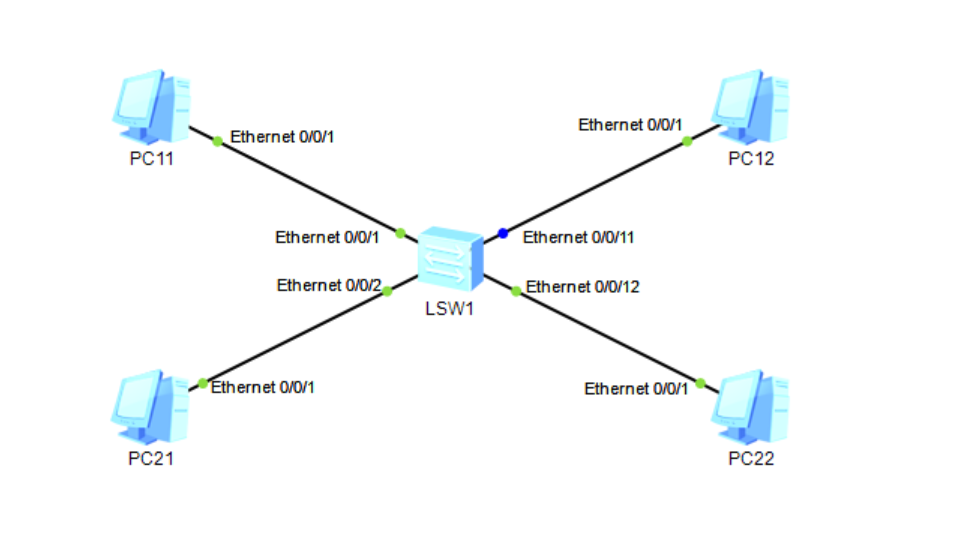 Ethernet 0/0/1
Ethernet 0/0/1
PC11
PC12
Ethernet 0/0/1
Ethernet 0/0/11
Ethernet 0/0/2
Ethernet 0/0/12
LSW1
Ethernet 0/0/1
Ethernet 0/0/1
PC21
PC22